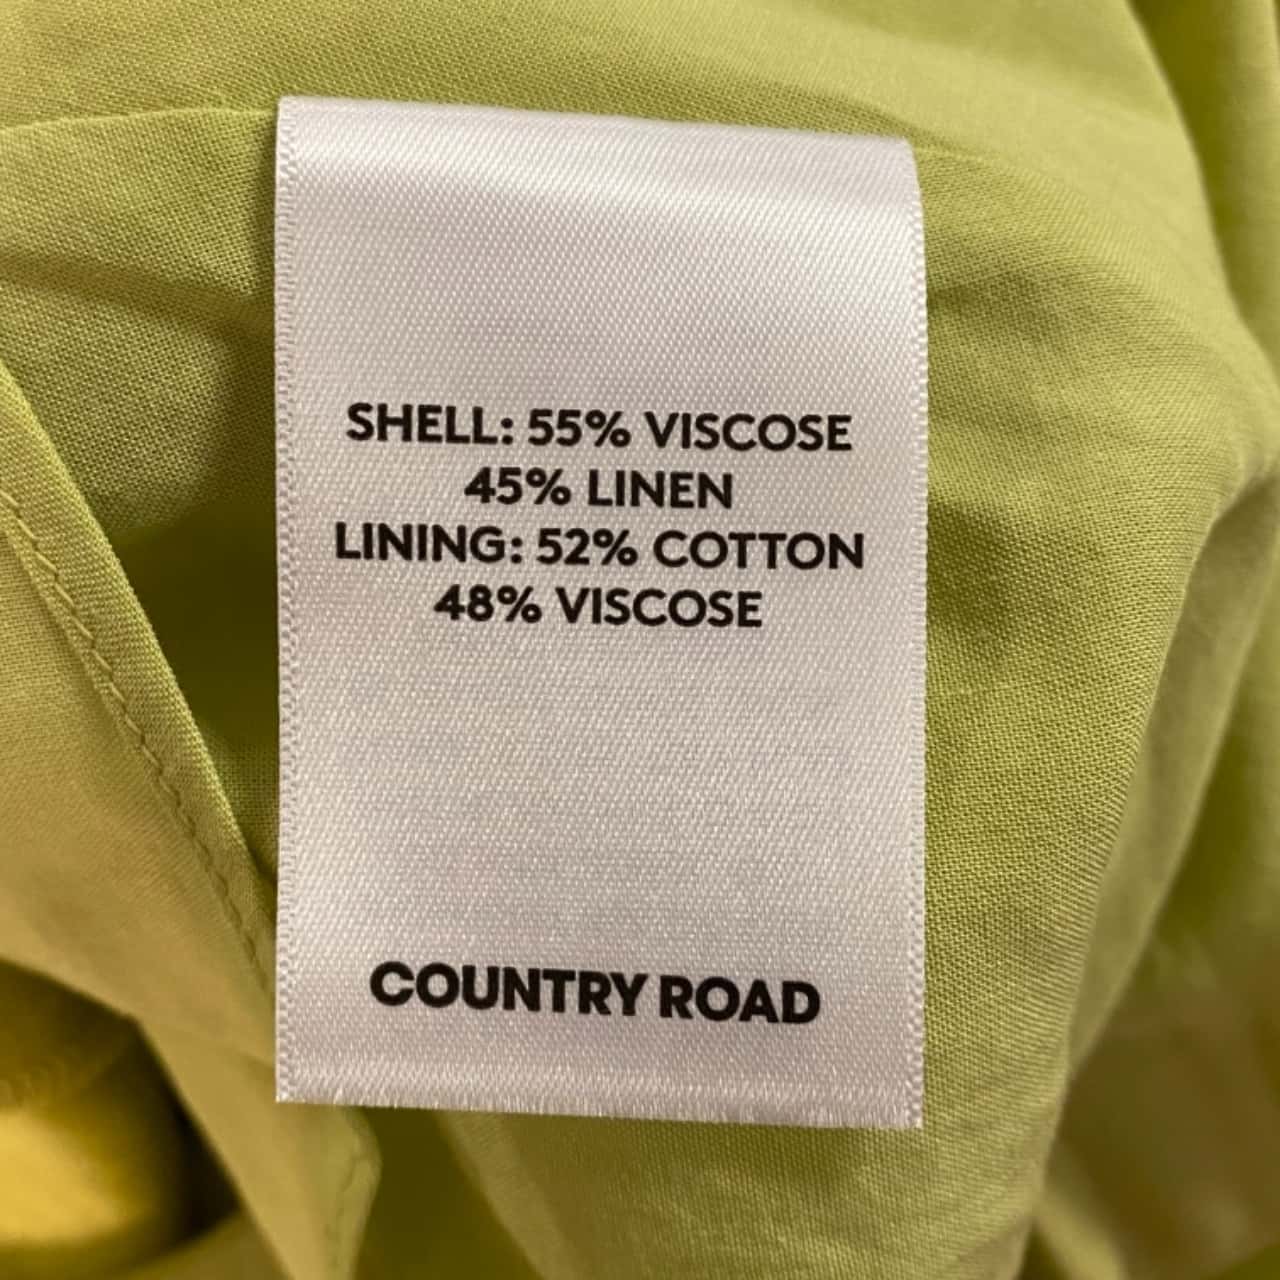 SHELL: 55% VISCOSE
45% LINEN
LINING: 52% COTTON
48% VISCOSE
COUNTRY ROAD